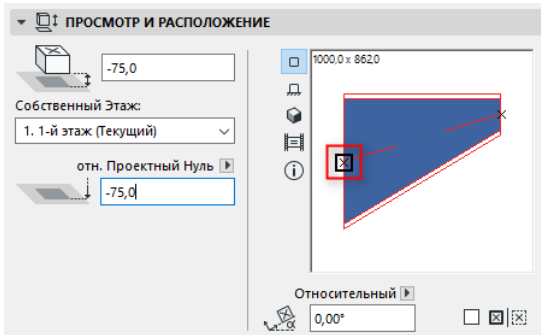 ПРОСМОТР И РАСПОЛОЖЕНИЕ
-75,0
Собственный Этаж:
1. 1-й этаж (Текущий)
отн. Проектный Нуль
-75,0
1000,0 x 862,0
Относительный
α
0,00°